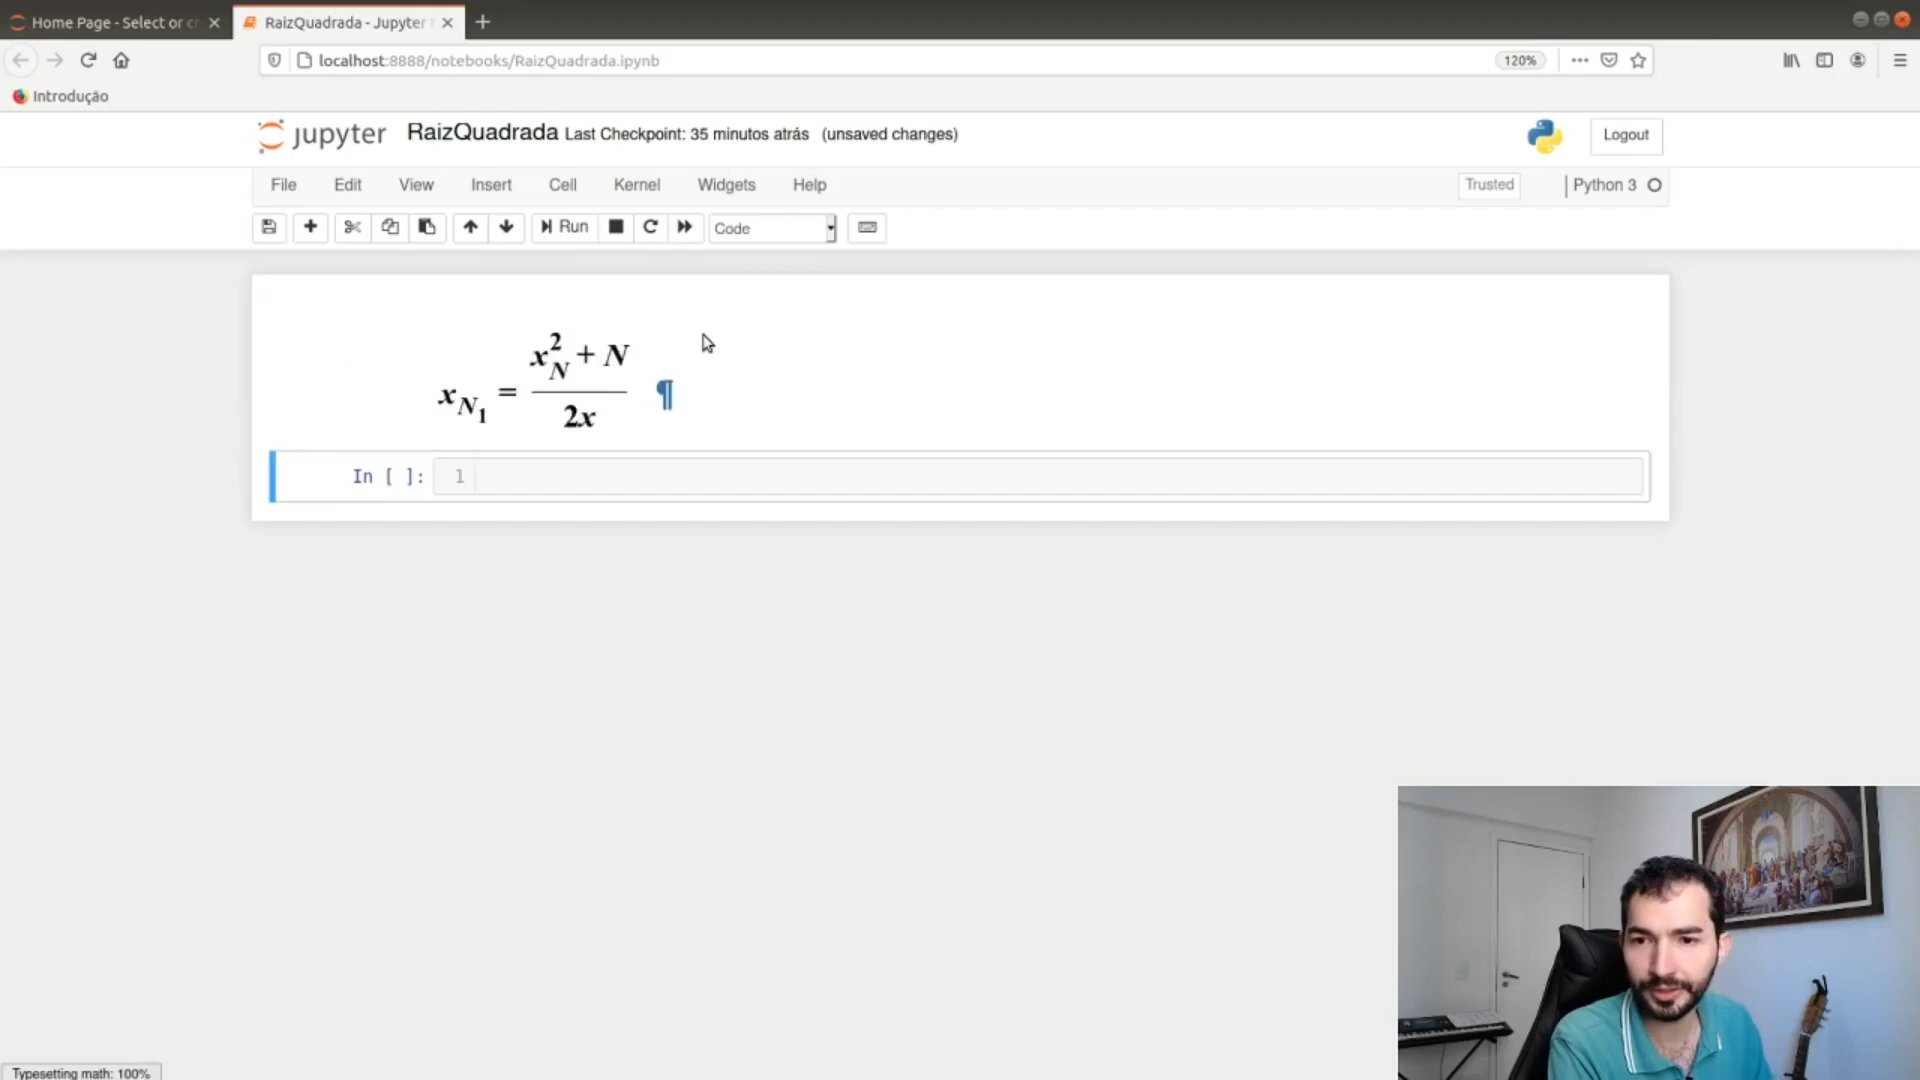 Home Page - Select or cr
RaizQuadrada - Jupyter
localhost:8888/notebooks/RaizQuadrada.ipynb
120%
Introdução
jupyter RaizQuadrada Last Checkpoint: 35 minutos atrás (unsaved changes)
Logout
File Edit View Insert Cell Kernel Widgets Help
Trusted Python 3
Run Code
x_{N_1} = \frac{x_N^2 + N}{2x} ¶
In [ ]: 1
Typesetting math: 100%